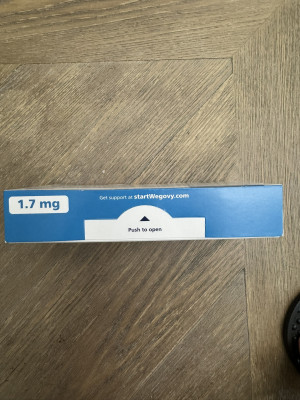 1.7 mg
Get support at startWegovy.com
Push to open